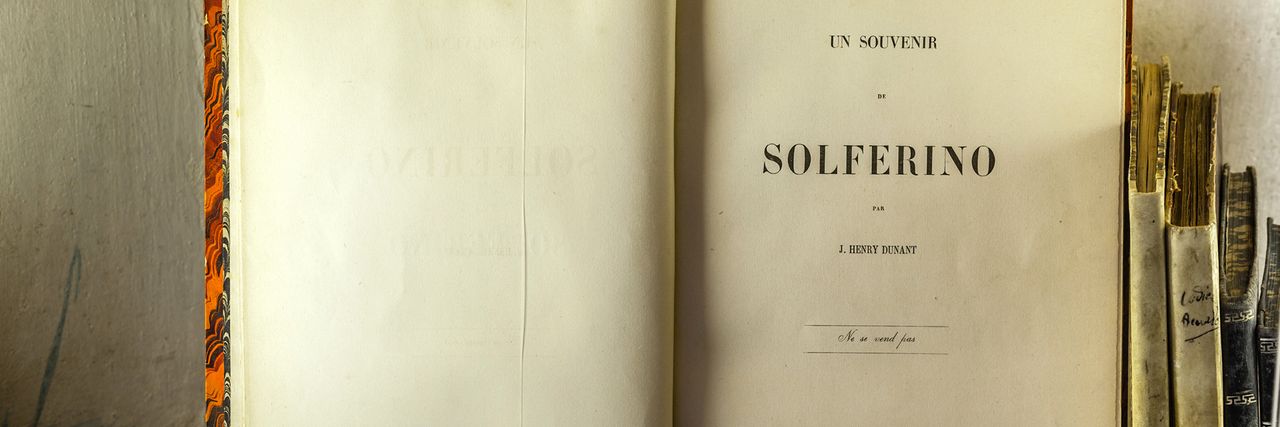 UN SOUVENIR
DE
SOLFERINO
PAR
J. HENRY DUNANT
Ne se vend pas